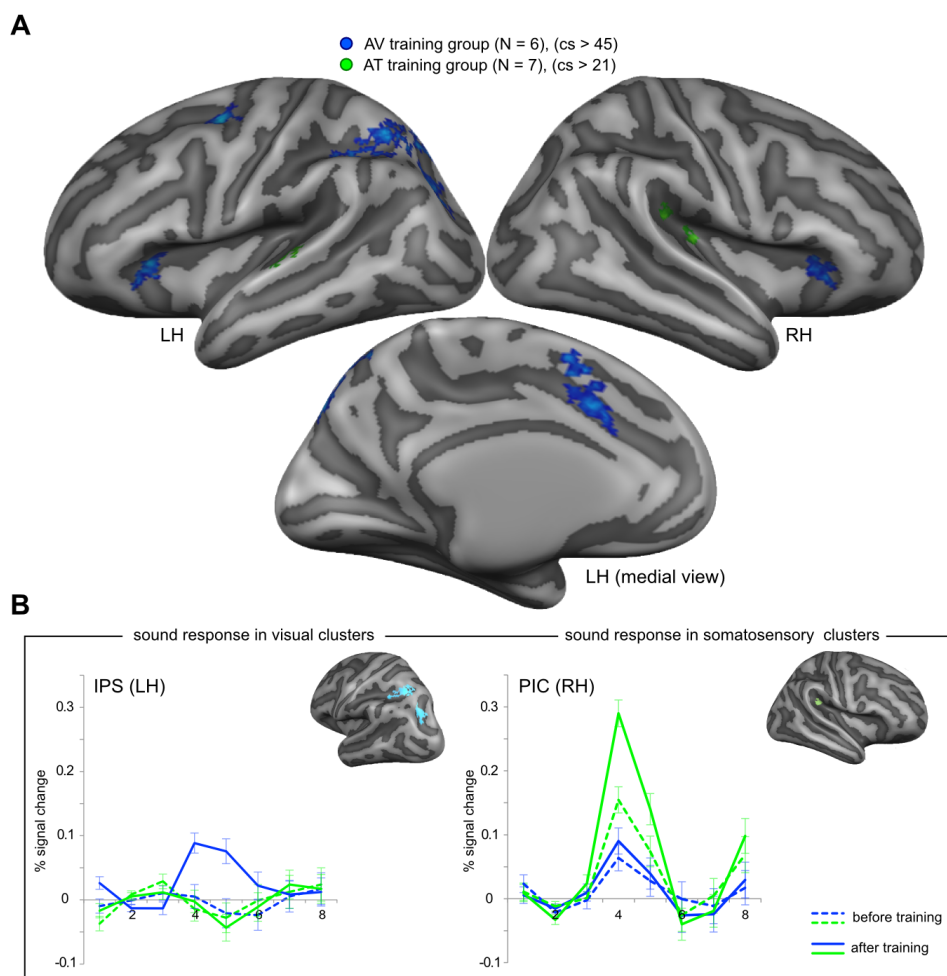 A
AV training group (N = 6), (cs > 45)
AT training group (N = 7), (cs > 21)
LH
RH
LH (medial view)
B
sound response in visual clusters
sound response in somatosensory clusters
IPS (LH)
PIC (RH)
% signal change
0.3
0.2
0.1
0
-0.1
2
4
6
8
% signal change
0.3
0.2
0.1
0
-0.1
2
4
6
8
before training
after training